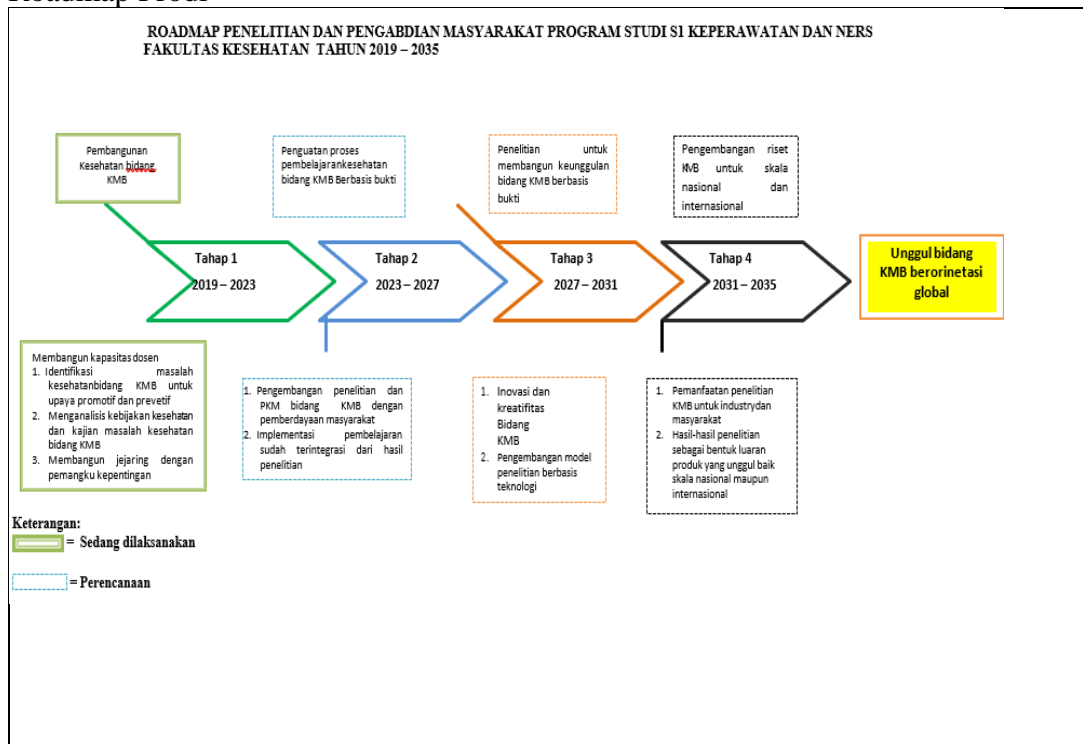 Roadmap Prodi
ROADMAP PENELITIAN DAN PENGABDIAN MASYARAKAT PROGRAM STUDI S1 KEPERAWATAN DAN NERS
FAKULTAS KESEHATAN TAHUN 2019 – 2035
Pembangunan
Kesehatan bidang
KMB
Penguatan proses
pembelajarankesehatan
bidang KMB Berbasis bukti
Penelitian untuk
membangun keunggulan
bidang KMB berbasis
bukti
Pengembangan riset
KMB untuk skala
nasional dan
internasional
Tahap 1
2019 – 2023
Tahap 2
2023 – 2027
Tahap 3
2027 – 2031
Tahap 4
2031 – 2035
Unggul bidang
KMB berorinetasi
global
Membangun kapasitas dosen
1. Identifikasi masalah
kesehatanbidang KMB untuk
upaya promotif dan prevetif
2. Menganalisis kebijakan kesehatan
dan kajian masalah kesehatan
bidang KMB
3. Membangun jejaring dengan
pemangku kepentingan
1. Pengembangan penelitian dan
PKM bidang KMB dengan
pemberdayaan masyarakat
2. Implementasi pembelajaran
sudah terintegrasi dari hasil
penelitian
1. Inovasi dan
kreatifitas
Bidang
KMB
2. Pengembangan model
penelitian berbasis
teknologi
1. Pemanfaatan penelitian
KMB untuk industrydan
masyarakat
2. Hasil-hasil penelitian
sebagai bentuk luaran
produk yang unggul baik
skala nasional maupun
internasional
Keterangan:
= Sedang dilaksanakan
= Perencanaan